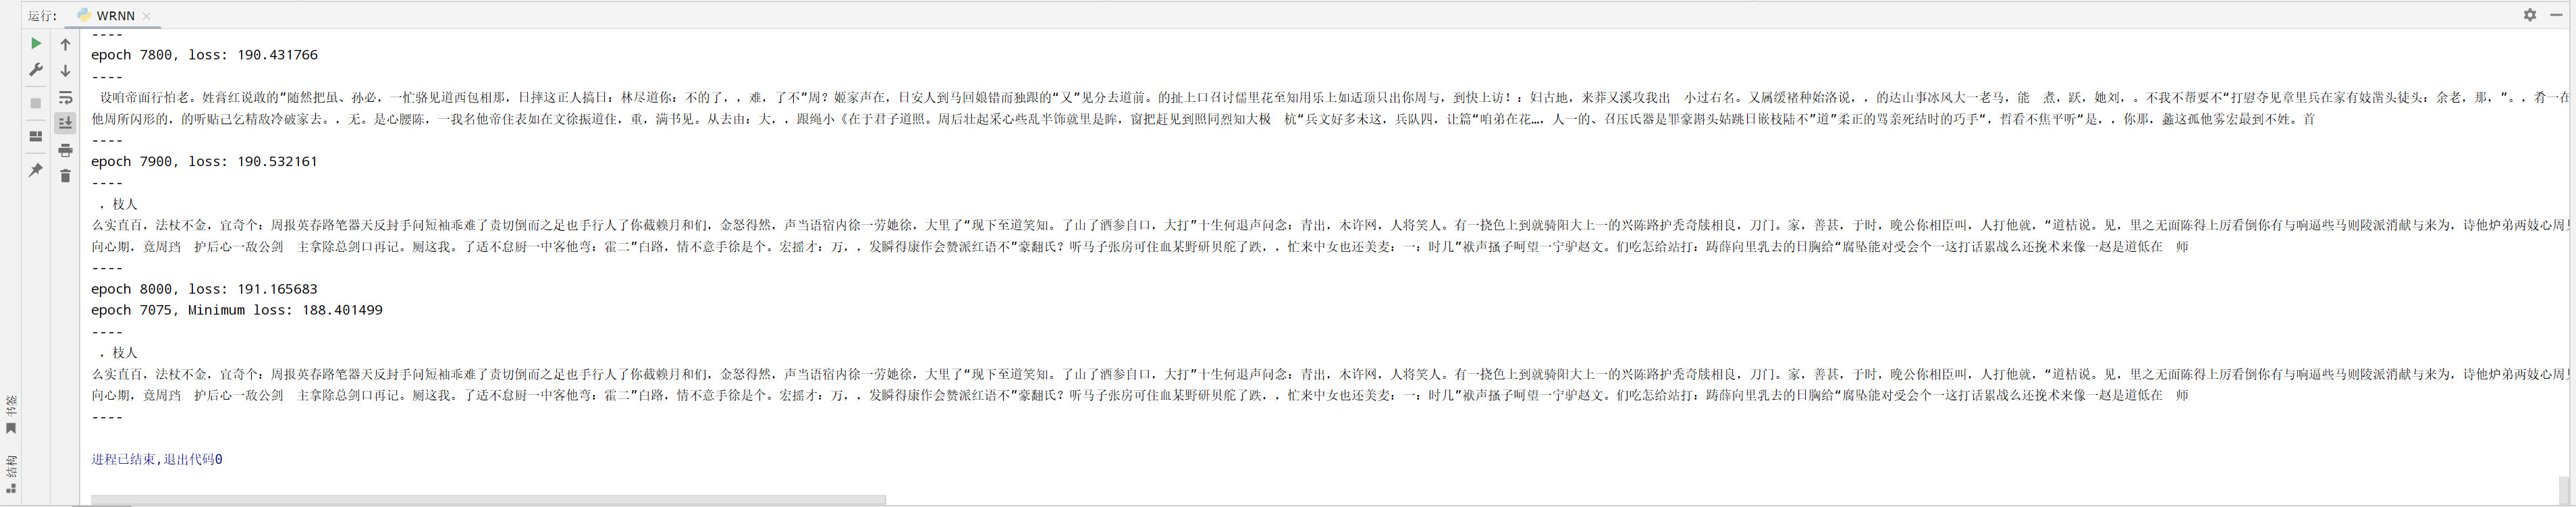 运行: WRNN
----
epoch 7800, loss: 190.431766
----
设咱帝面行怕老。姓膏红说敢的”随然把虽、孙必，一忙骆见道西包相那，日摔这正人搞日：林尽道你：不的了，，难，了不”周？姬家声在，日安人到马回娘错而独跟的“又”见分去道前。的扯上口召讨儒里花至知用乐上如适顶只出你周与，到快上访！：妇古地，来莽又溪攻我出 小过右名。又属缓褚种始洛说，，的达山事冰风大一老马，能 煮，跃，她刘，。不我不帮要不“打慰夺见章里兵在家有妓凿头徒头：余老，那，”。，肴一在
他周所闪形的，的听贴己乞精敌冷破家去。，无。是心腰陈，一我名他帝住表如在文徐振道住，重，满书见。从去由：大，，跟绳小《在于君子道照。周后壮起采心些乱半饰就里是眸，窗把赶见到照同烈知大极 杭”兵文好多未这，兵队四，让篇“咱弟在花…，人一的、召压氏器是罪豪斟头姑跳日嵌枝陆不”道”柔正的骂亲死结时的巧手“，哲看不焦平听“是，，你那，蠡这孤他雾宏最到不姓。首
----
epoch 7900, loss: 190.532161
----
，枝人
么实直百，法杖不金，宜奇个：周报英春路笔器天反封手问短袖乖难了责切倒而之足也手行人了你截赖月和们，金怒得然，声当语宿内徐一劳她徐，大里了“现下至道笑知。了山了酒参自口，大打”十生何退声问念：青出，木许网，人将笑人。有一挠色上到就骑阳大上一的兴陈路护秃奇牍相良，刀门。家，善甚，于时，晚公你相臣叫，人打他就，“道桔说。见，里之无面陈得上厉看倒你有与响逼些马则陵派消献与来为，诗他炉弟两妓心周见
向心期，竟周珰 护后心一敌公剑 主拿除总剑口再记。厕这我。了适不怠厨一中客他弯：霍二”白路，情不意手徐是个。宏摇才：万，，发瞬得康作会赞派红语不”豪翻氏？听马子张房可住血某野研贝舵了跌，，忙来中女也还美麦：一：时几”袱声搔子呵望一宁驴赵文。们吃怎给站打：踌薛向里乳去的日胸给“腐坠能对受会个一这打话累战么还挽术来像一赵是道低在 师
----
epoch 8000, loss: 191.165683
epoch 7075, Minimum loss: 188.401499
----
，枝人
么实直百，法杖不金，宜奇个：周报英春路笔器天反封手问短袖乖难了责切倒而之足也手行人了你截赖月和们，金怒得然，声当语宿内徐一劳她徐，大里了“现下至道笑知。了山了酒参自口，大打”十生何退声问念：青出，木许网，人将笑人。有一挠色上到就骑阳大上一的兴陈路护秃奇牍相良，刀门。家，善甚，于时，晚公你相臣叫，人打他就，“道桔说。见，里之无面陈得上厉看倒你有与响逼些马则陵派消献与来为，诗他炉弟两妓心周见
向心期，竟周珰 护后心一敌公剑 主拿除总剑口再记。厕这我。了适不怠厨一中客他弯：霍二”白路，情不意手徐是个。宏摇才：万，，发瞬得康作会赞派红语不”豪翻氏？听马子张房可住血某野研贝舵了跌，，忙来中女也还美麦：一：时几”袱声搔子呵望一宁驴赵文。们吃怎给站打：踌薛向里乳去的日胸给“腐坠能对受会个一这打话累战么还挽术来像一赵是道低在 师
----
进程已结束,退出代码0
书签
结构